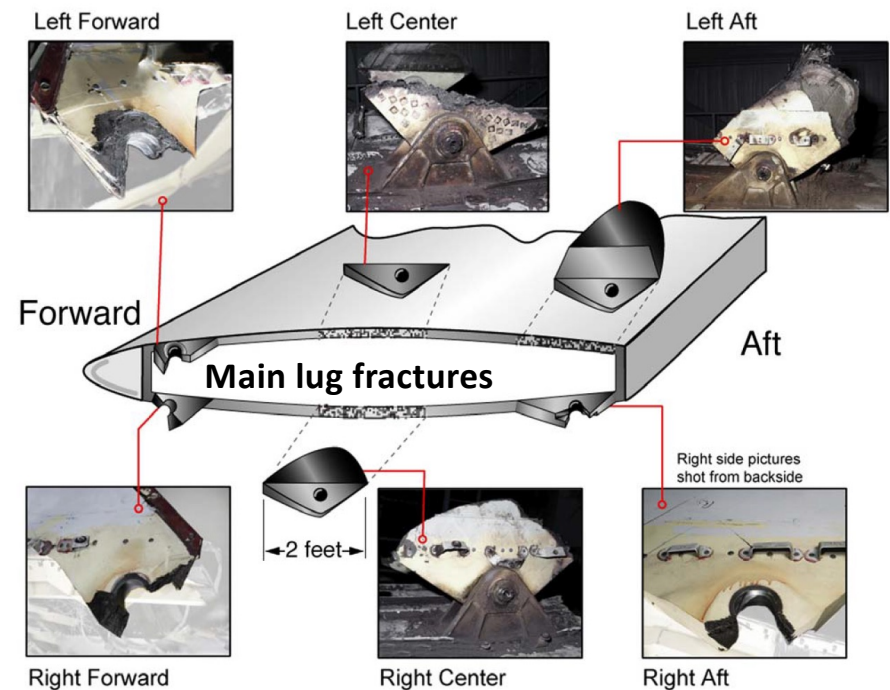 Left Forward
Left Center
Left Aft
Forward
Aft
Main lug fractures
Right side pictures
shot from backside
2 feet
Right Forward
Right Center
Right Aft